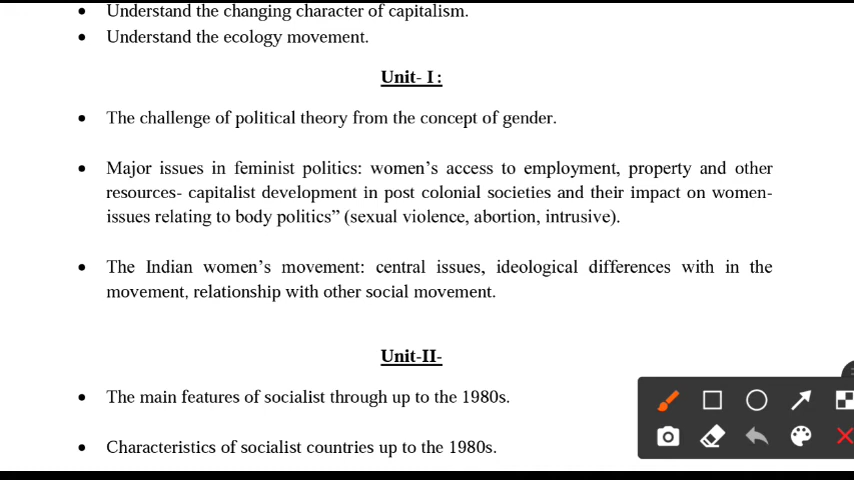 • Understand the changing character of capitalism.
• Understand the ecology movement.
Unit- I :
• The challenge of political theory from the concept of gender.
• Major issues in feminist politics: women’s access to employment, property and other
resources- capitalist development in post colonial societies and their impact on women-
issues relating to body politics” (sexual violence, abortion, intrusive).
• The Indian women’s movement: central issues, ideological differences with in the
movement, relationship with other social movement.
Unit-II-
• The main features of socialist through up to the 1980s.
• Characteristics of socialist countries up to the 1980s.